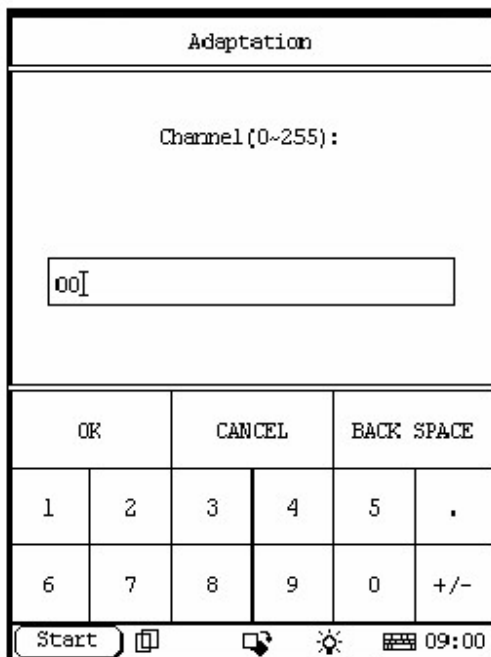 Adaptation
Channel(0~255):
00
OK CANCEL BACK SPACE
1 2 3 4 5 .
6 7 8 9 0 +/-
Start 09:00